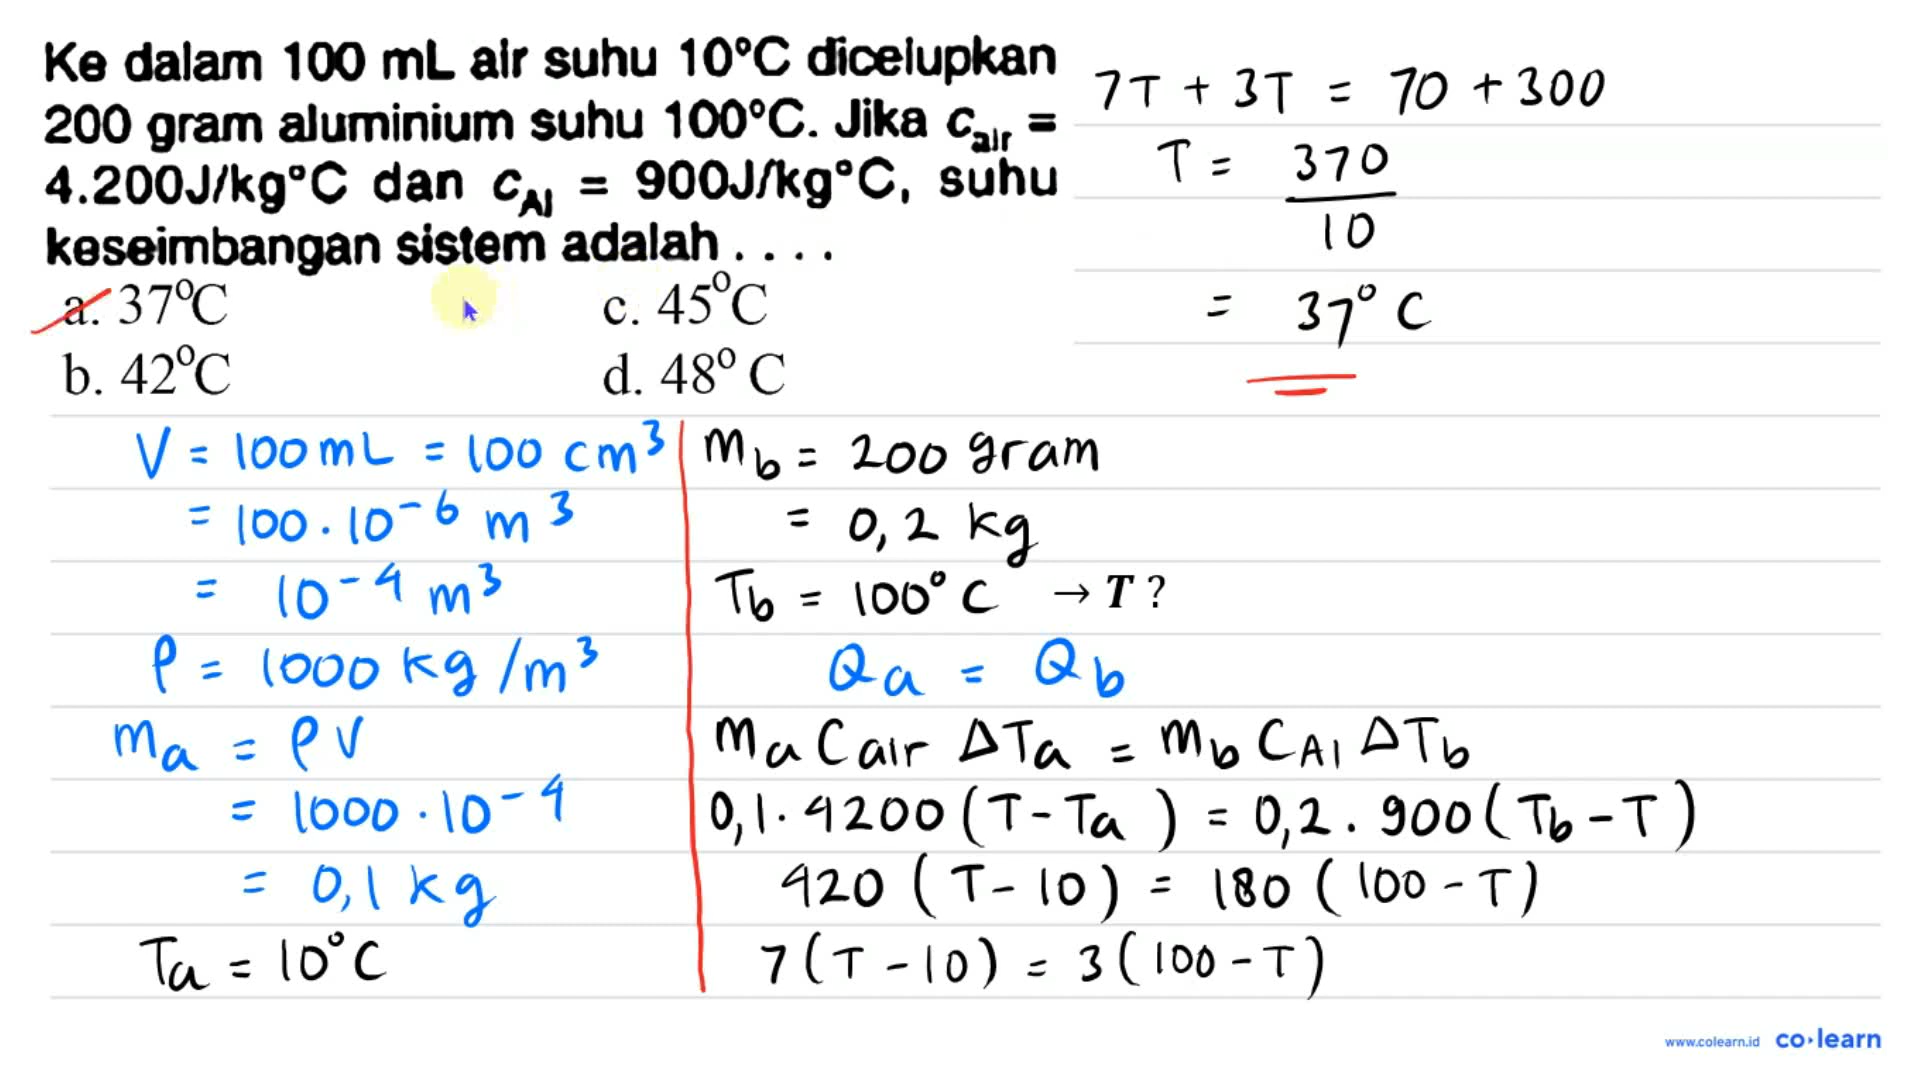 Ke dalam 100 mL air suhu 10°C dicelupkan
200 gram aluminium suhu 100°C. Jika c_air =
4.200J/kg°C dan c_Al = 900J/kg°C, suhu
keseimbangan sistem adalah . . . .
a. 37°C
c. 45°C
b. 42°C
d. 48° C
7T + 3T = 70 + 300
T = 370/10
= 37° C
V = 100 mL = 100 cm³
= 100 . 10⁻⁶ m³
= 10⁻⁴ m³
ρ = 1000 kg/m³
m_a = ρV
= 1000 . 10⁻⁴
= 0,1 kg
T_a = 10°C
m_b = 200 gram
= 0,2 kg
T_b = 100° C → T ?
Q_a = Q_b
m_a c_air ΔT_a = m_b c_Al ΔT_b
0,1 . 4200 (T - T_a) = 0,2 . 900 (T_b - T)
420 (T - 10) = 180 (100 - T)
7 (T - 10) = 3 (100 - T)
www.colearn.id co learn